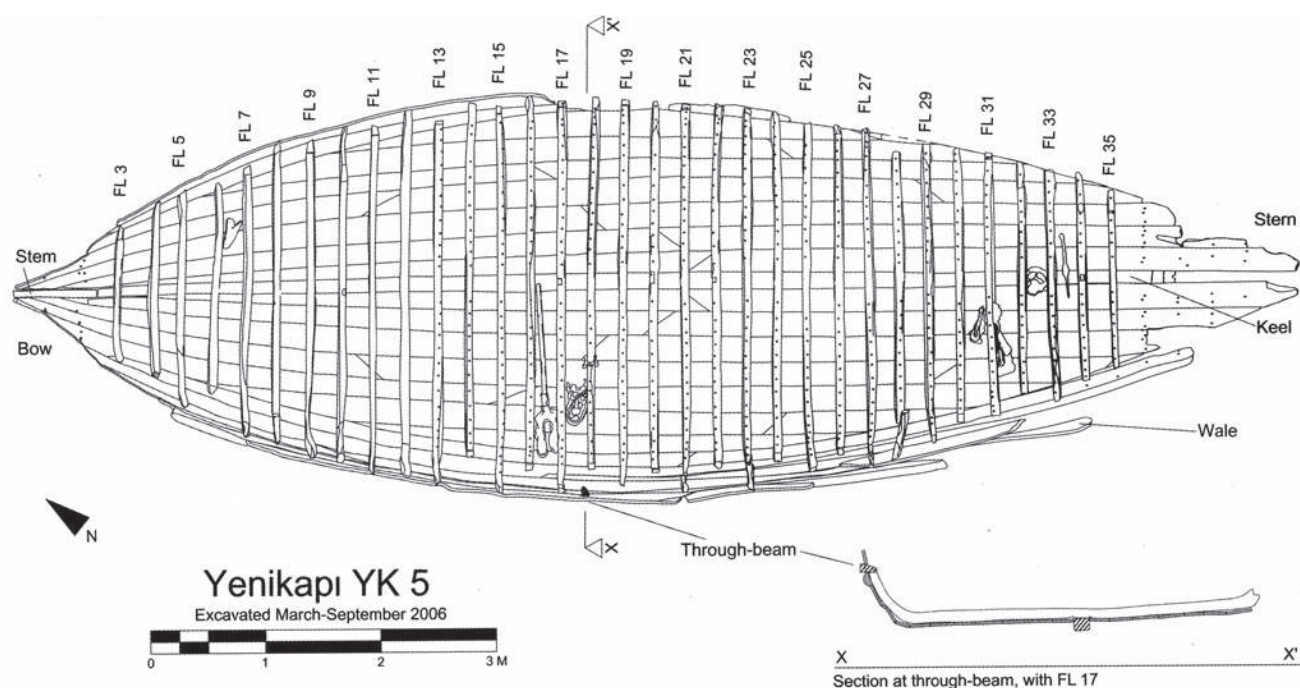 X'
FL 3
FL 5
FL 7
FL 9
FL 11
FL 13
FL 15
FL 17
FL 19
FL 21
FL 23
FL 25
FL 27
FL 29
FL 31
FL 33
FL 35
Stem
Stern
Bow
Keel
Wale
N
X
Through-beam
Yenikapı YK 5
Excavated March-September 2006
0 1 2 3 M
X X'
Section at through-beam, with FL 17